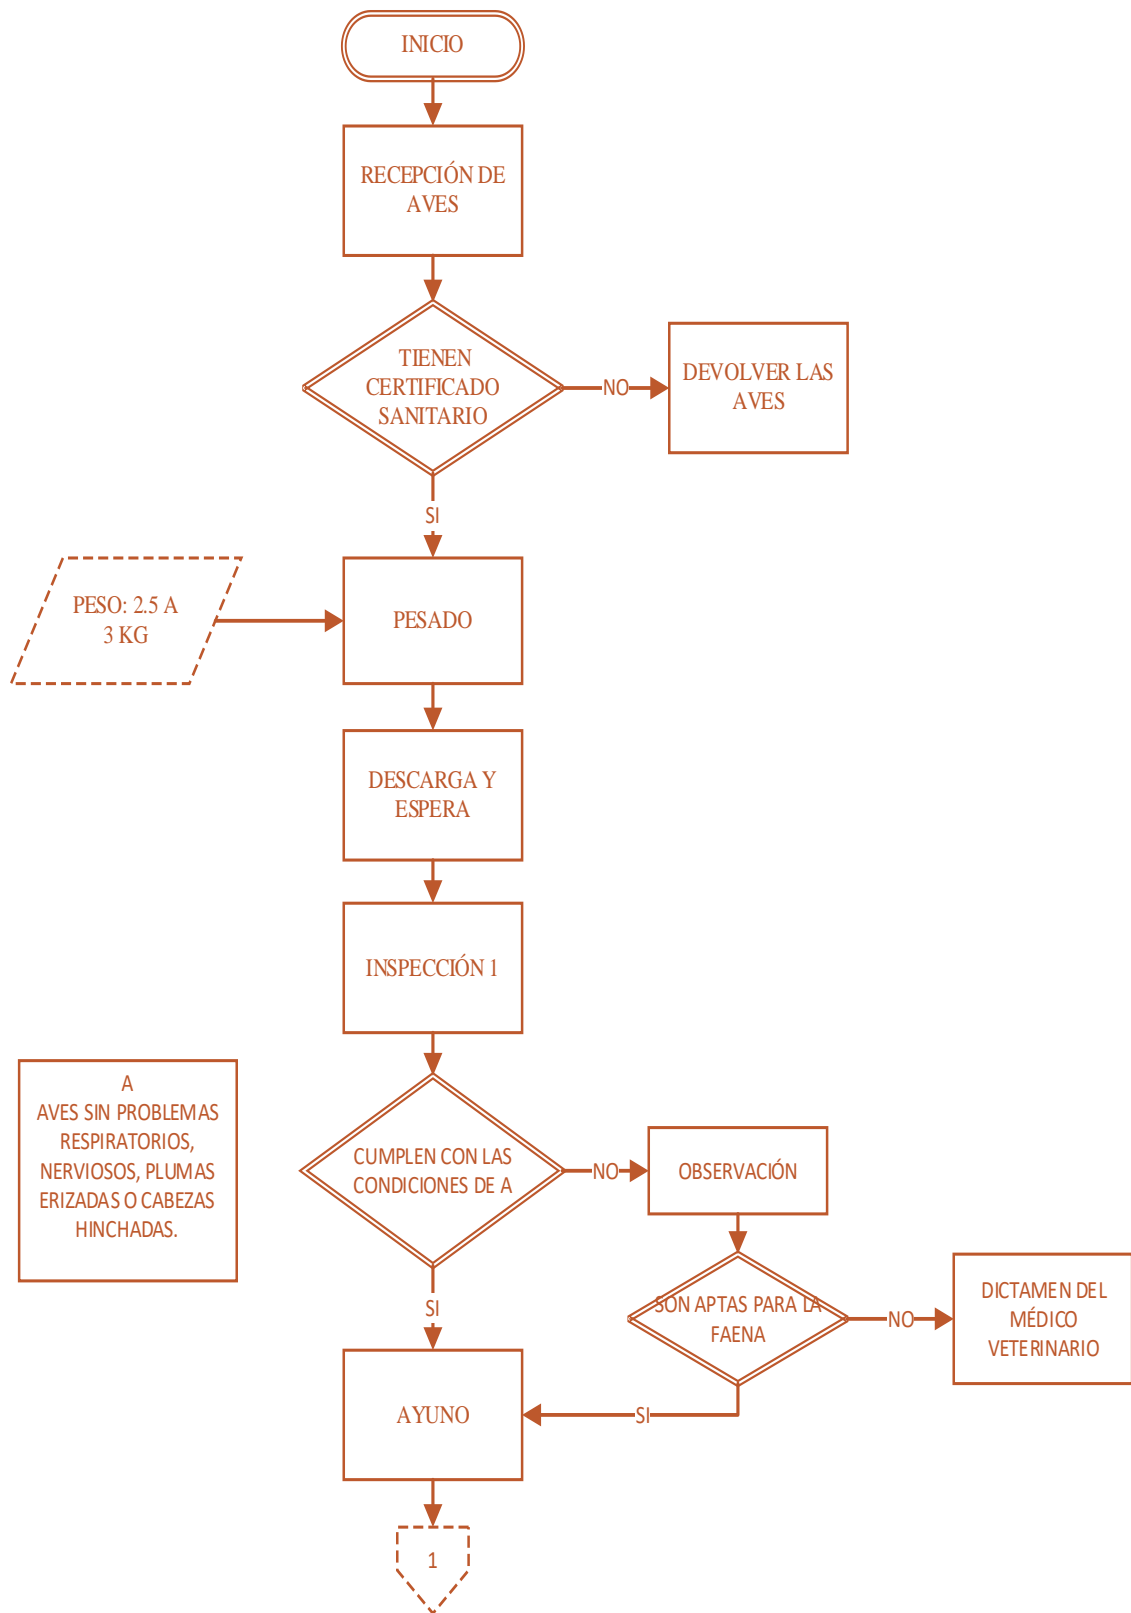 INICIO
RECEPCIÓN DE
AVES
TIENEN
CERTIFICADO
SANITARIO
NO
DEVOLVER LAS
AVES
SI
PESO: 2.5 A
3 KG
PESADO
DESCARGA Y
ESPERA
INSPECCIÓN 1
A
AVES SIN PROBLEMAS
RESPIRATORIOS,
NERVIOSOS, PLUMAS
ERIZADAS O CABEZAS
HINCHADAS.
CUMPLEN CON LAS
CONDICIONES DE A
NO
OBSERVACIÓN
SON APTAS PARA LA
FAENA
NO
DICTAMEN DEL
MÉDICO
VETERINARIO
SI
AYUNO
SI
1